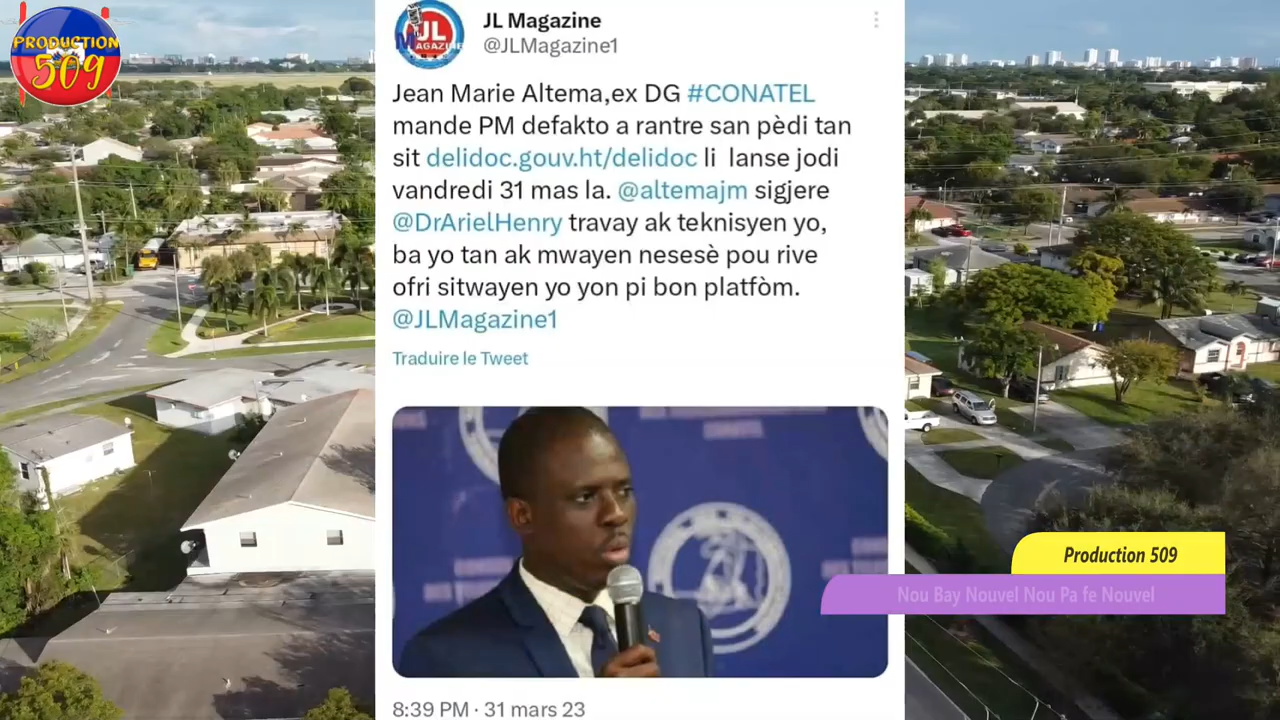 PRODUCTION
509
JL
MAGAZINE
JL Magazine
@JLMagazine1
Jean Marie Altema,ex DG #CONATEL
mande PM defakto a rantre san pèdi tan
sit delidoc.gouv.ht/delidoc li lanse jodi
vandredi 31 mas la. @altemajm sigjere
@DrArielHenry travay ak teknisyen yo,
ba yo tan ak mwayen nesesè pou rive
ofri sitwayen yo yon pi bon platfòm.
@JLMagazine1
Traduire le Tweet
Production 509
Nou Bay Nouvel Nou Pa fe Nouvel
8:39 PM · 31 mars 23